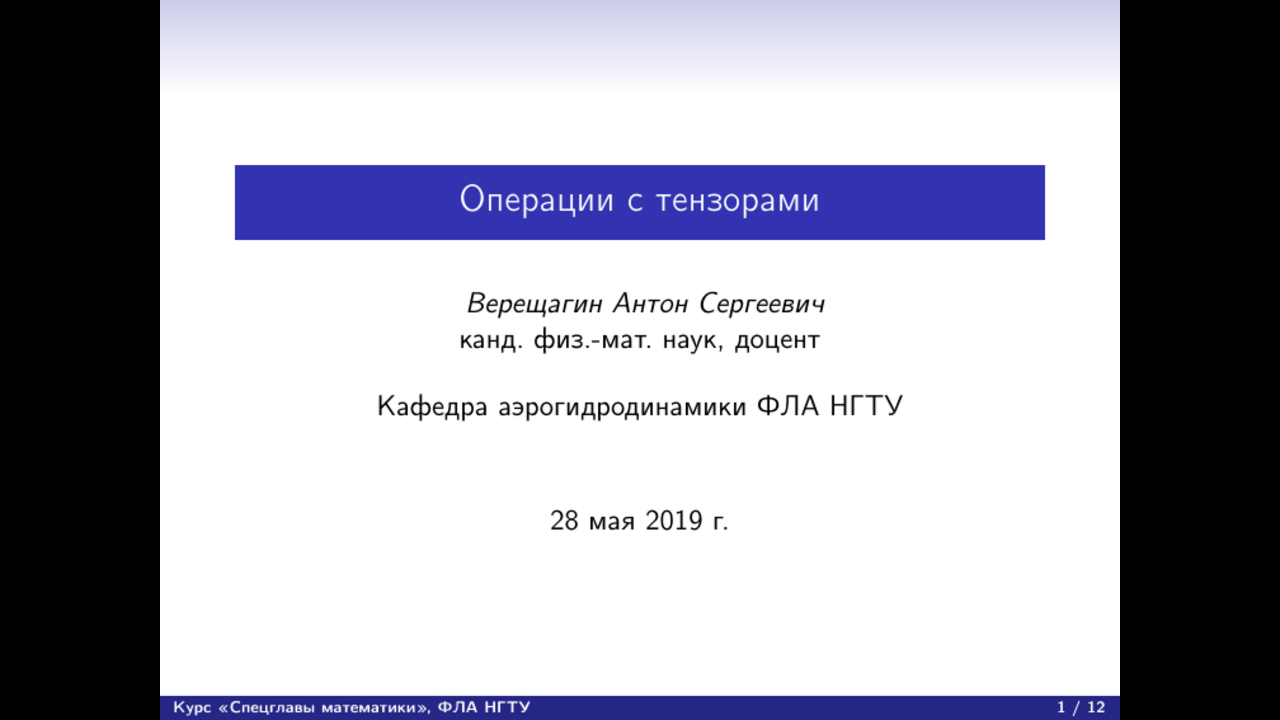 Операции с тензорами
Верещагин Антон Сергеевич
канд. физ.-мат. наук, доцент
Кафедра аэрогидродинамики ФЛА НГТУ
28 мая 2019 г.
Курс «Спецглавы математики», ФЛА НГТУ
1 / 12